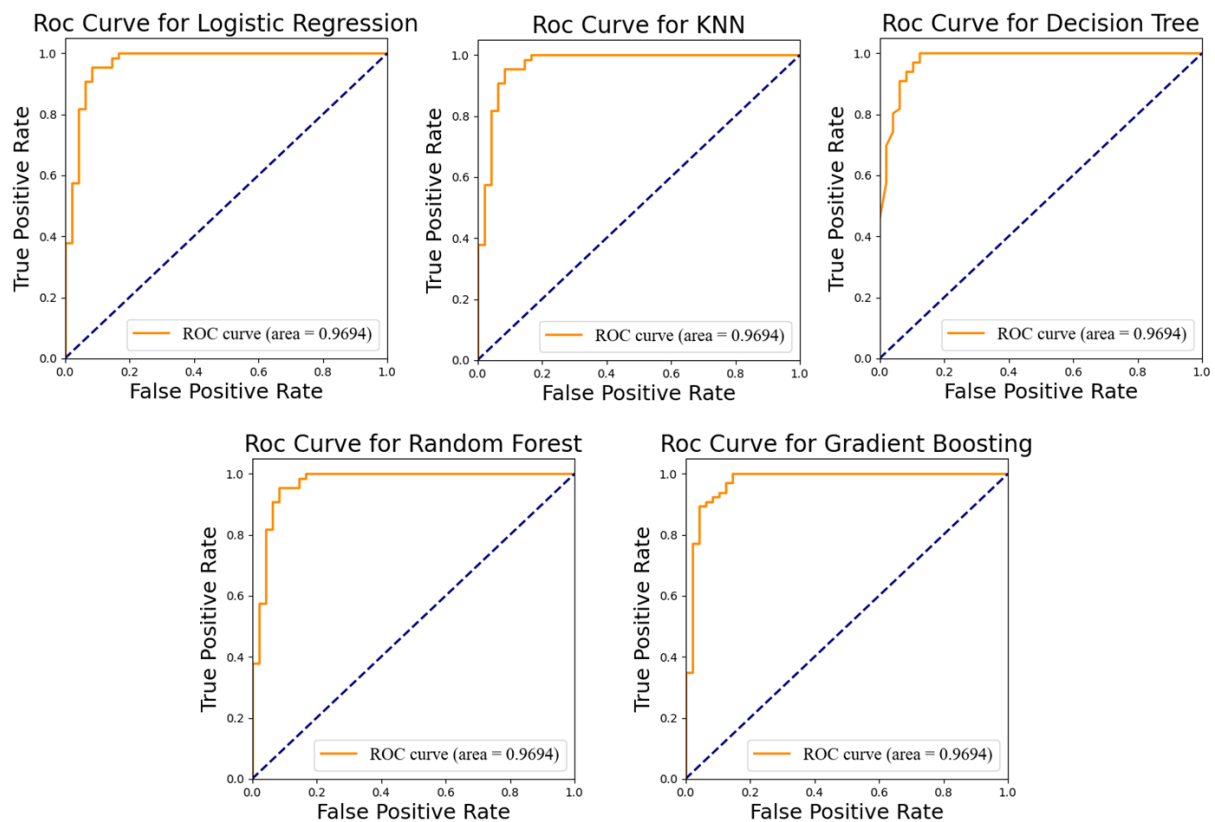 Roc Curve for Logistic Regression
True Positive Rate
1.0
0.8
0.6
0.4
0.2
0.0
ROC curve (area = 0.9694)
0.0 0.2 0.4 0.6 0.8 1.0
False Positive Rate
Roc Curve for KNN
True Positive Rate
1.0
0.8
0.6
0.4
0.2
0.0
ROC curve (area = 0.9694)
0.0 0.2 0.4 0.6 0.8 1.0
False Positive Rate
Roc Curve for Decision Tree
True Positive Rate
1.0
0.8
0.6
0.4
0.2
0.0
ROC curve (area = 0.9694)
0.0 0.2 0.4 0.6 0.8 1.0
False Positive Rate
Roc Curve for Random Forest
True Positive Rate
1.0
0.8
0.6
0.4
0.2
0.0
ROC curve (area = 0.9694)
0.0 0.2 0.4 0.6 0.8 1.0
False Positive Rate
Roc Curve for Gradient Boosting
True Positive Rate
1.0
0.8
0.6
0.4
0.2
0.0
ROC curve (area = 0.9694)
0.0 0.2 0.4 0.6 0.8 1.0
False Positive Rate